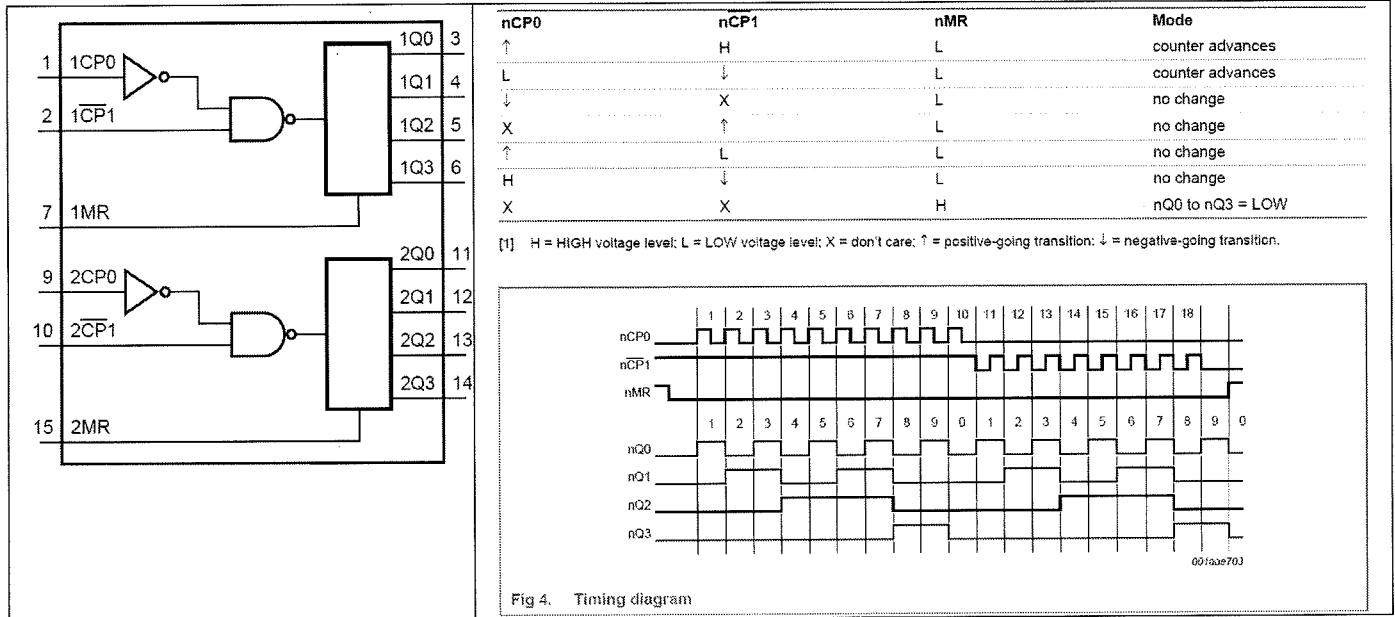 1 1CP0
2 1CP1
7 1MR
1Q0 3
1Q1 4
1Q2 5
1Q3 6
9 2CP0
10 2CP1
15 2MR
2Q0 11
2Q1 12
2Q2 13
2Q3 14
nCP0 nCP1 nMR Mode
↑ H L counter advances
L ↓ L counter advances
↓ X L no change
X ↑ L no change
↑ L L no change
H ↓ L no change
X X H nQ0 to nQ3 = LOW
[1] H = HIGH voltage level; L = LOW voltage level; X = don't care; ↑ = positive-going transition; ↓ = negative-going transition.
1 2 3 4 5 6 7 8 9 10 11 12 13 14 15 16 17 18
nCP0
nCP1
nMR
1 2 3 4 5 6 7 8 9 0 1 2 3 4 5 6 7 8 9 0
nQ0
nQ1
nQ2
nQ3
001aae703
Fig 4. Timing diagram